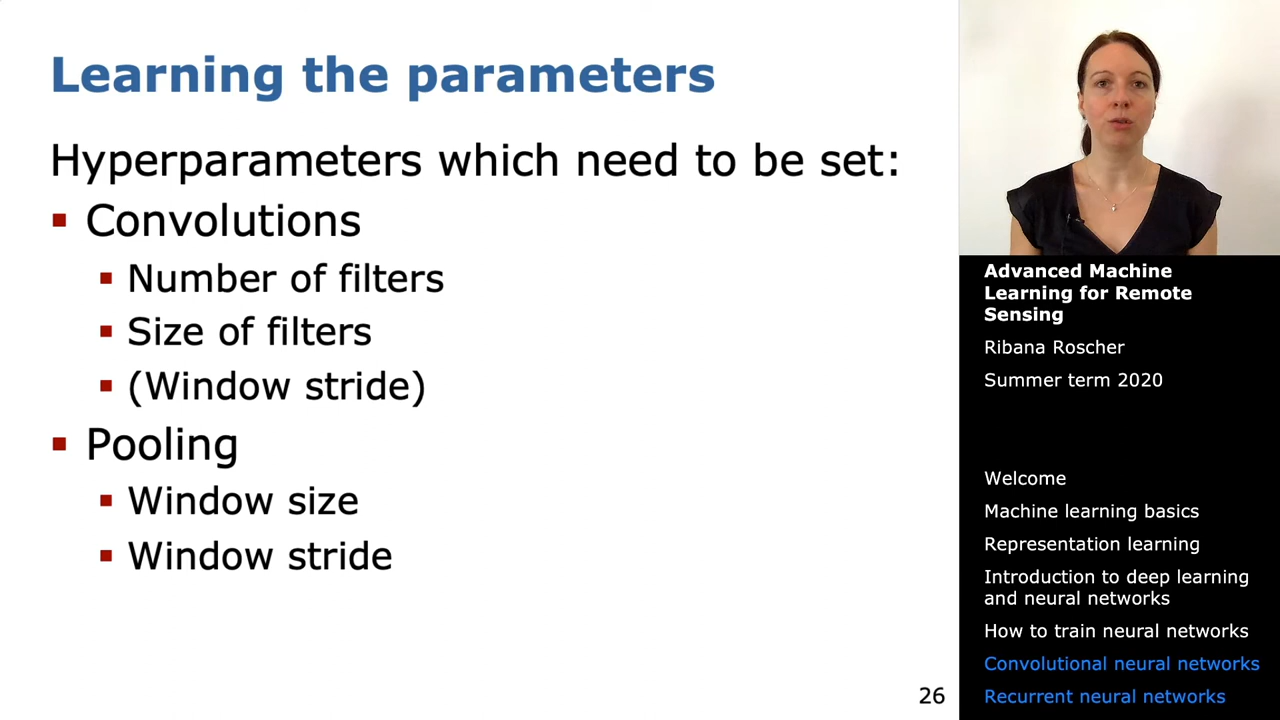 Learning the parameters
Hyperparameters which need to be set:
Convolutions
Number of filters
Size of filters
(Window stride)
Pooling
Window size
Window stride
26
Advanced Machine
Learning for Remote
Sensing
Ribana Roscher
Summer term 2020
Welcome
Machine learning basics
Representation learning
Introduction to deep learning
and neural networks
How to train neural networks
Convolutional neural networks
Recurrent neural networks